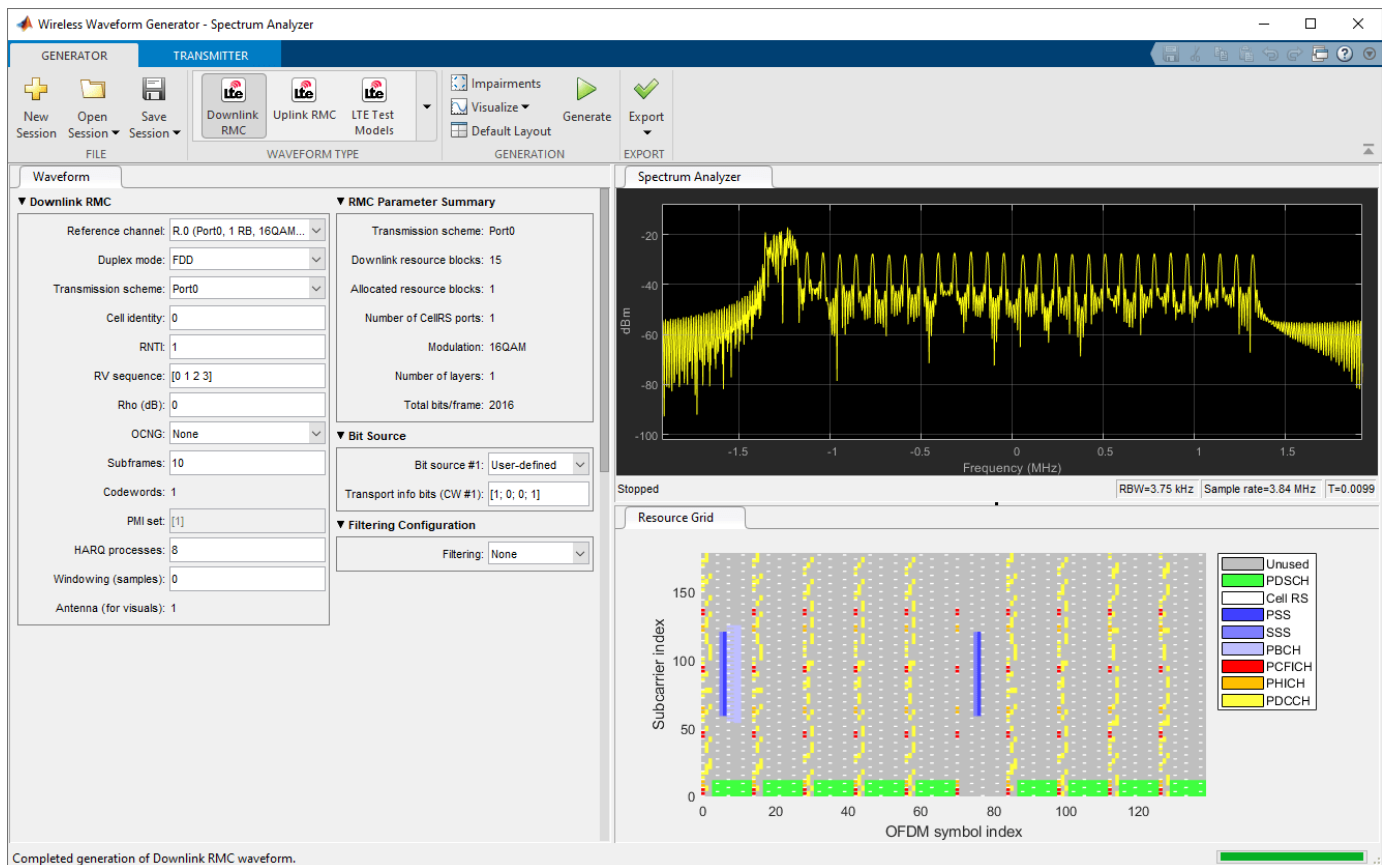 Wireless Waveform Generator - Spectrum Analyzer
GENERATOR
TRANSMITTER
New Session
Open Session
Save Session
FILE
lte
Downlink RMC
lte
Uplink RMC
lte
LTE Test Models
WAVEFORM TYPE
Impairments
Visualize
Default Layout
Generate
GENERATION
Export
EXPORT
Waveform
Downlink RMC
Reference channel: R.0 (Port0, 1 RB, 16QAM...
Duplex mode: FDD
Transmission scheme: Port0
Cell identity: 0
RNTI: 1
RV sequence: [0 1 2 3]
Rho (dB): 0
OCNG: None
Subframes: 10
Codewords: 1
PMI set: [1]
HARQ processes: 8
Windowing (samples): 0
Antenna (for visuals): 1
RMC Parameter Summary
Transmission scheme: Port0
Downlink resource blocks: 15
Allocated resource blocks: 1
Number of CellRS ports: 1
Modulation: 16QAM
Number of layers: 1
Total bits/frame: 2016
Bit Source
Bit source #1: User-defined
Transport info bits (CW #1): [1; 0; 0; 1]
Filtering Configuration
Filtering: None
Spectrum Analyzer
-20
-40
-60
-80
-100
dBm
-1.5 -1 -0.5 0 0.5 1 1.5
Frequency (MHz)
Stopped
RBW=3.75 kHz Sample rate=3.84 MHz T=0.0099
Resource Grid
150
100
50
0
Subcarrier index
0 20 40 60 80 100 120
OFDM symbol index
Unused
PDSCH
Cell RS
PSS
SSS
PBCH
PCFICH
PHICH
PDCCH
Completed generation of Downlink RMC waveform.